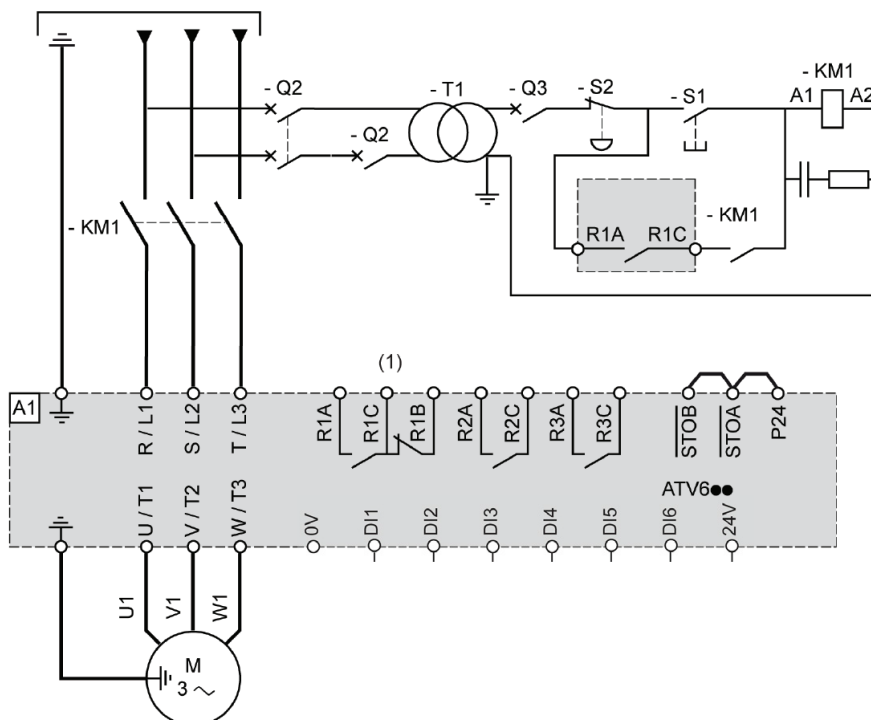 - Q2
- T1
- Q3
- S2
- S1
- KM1
A1
A2
- Q2
- KM1
R1A
R1C
- KM1
(1)
A1
R / L1
S / L2
T / L3
R1A
R1C
R1B
R2A
R2C
R3A
R3C
STOB
STOA
P24
ATV6●●
U / T1
V / T2
W / T3
0V
DI1
DI2
DI3
DI4
DI5
DI6
24V
U1
V1
W1
M
3 ~